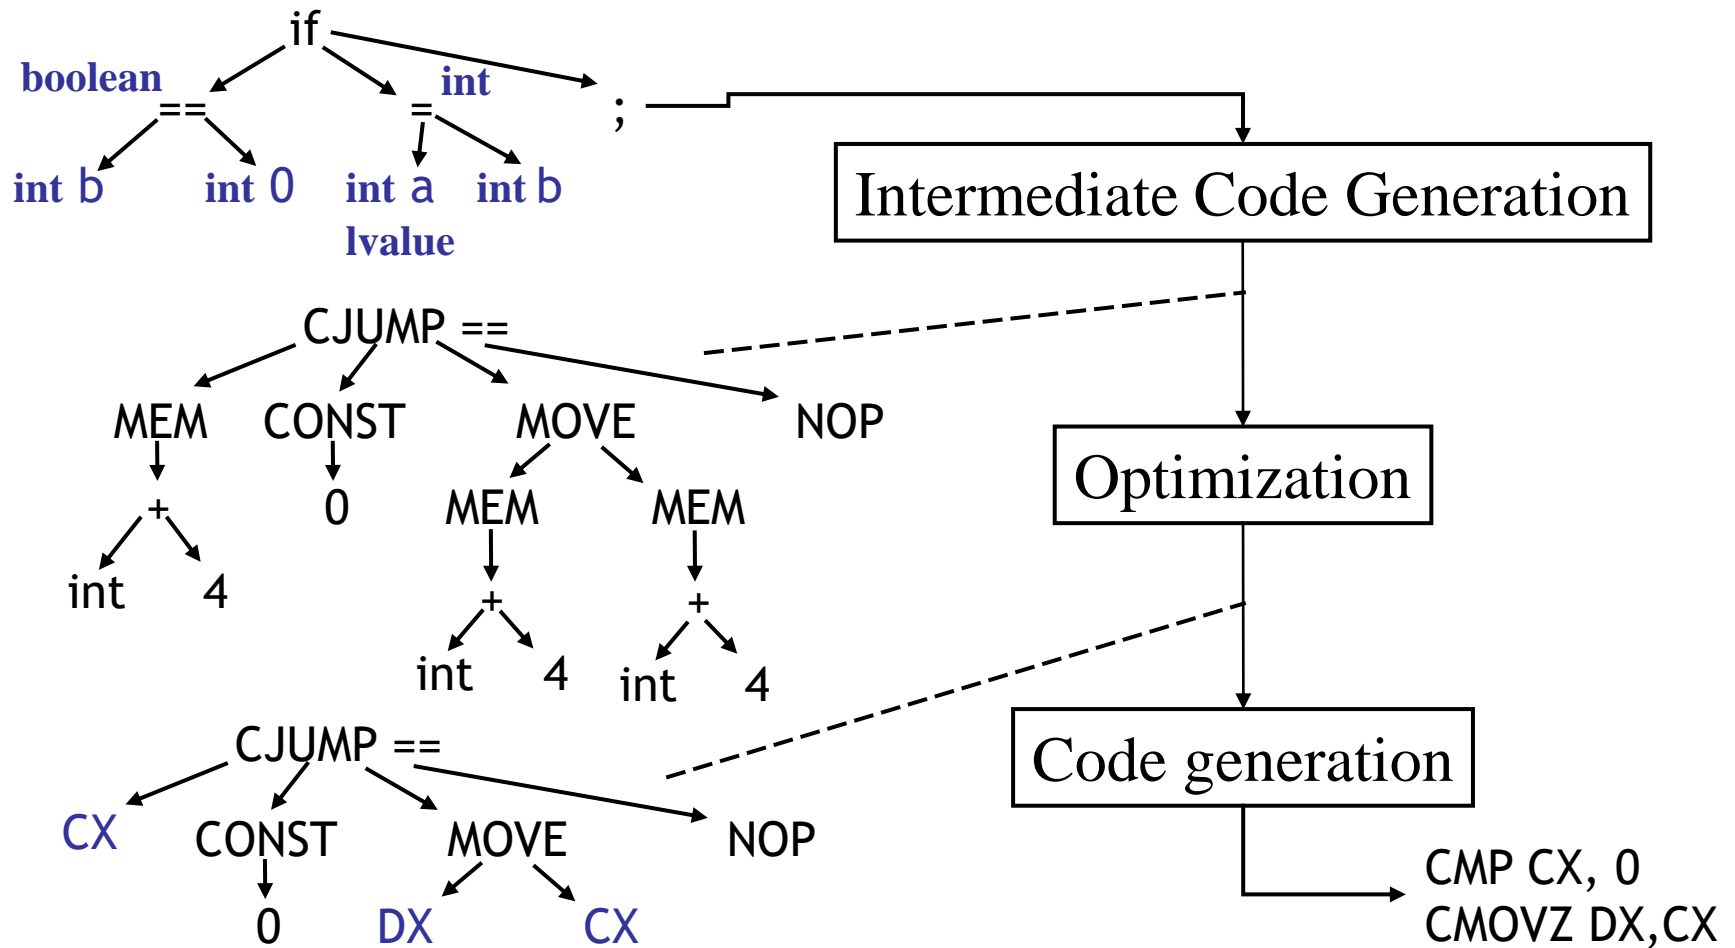 if
boolean
int
==
=
;
int b
int 0
int a
int b
lvalue
Intermediate Code Generation
CJUMP ==
MEM
CONST
MOVE
NOP
+
0
MEM
MEM
int
4
+
+
int
4
int
4
Optimization
CJUMP ==
Code generation
CX
CONST
MOVE
NOP
0
DX
CX
CMP CX, 0
CMOVZ DX,CX